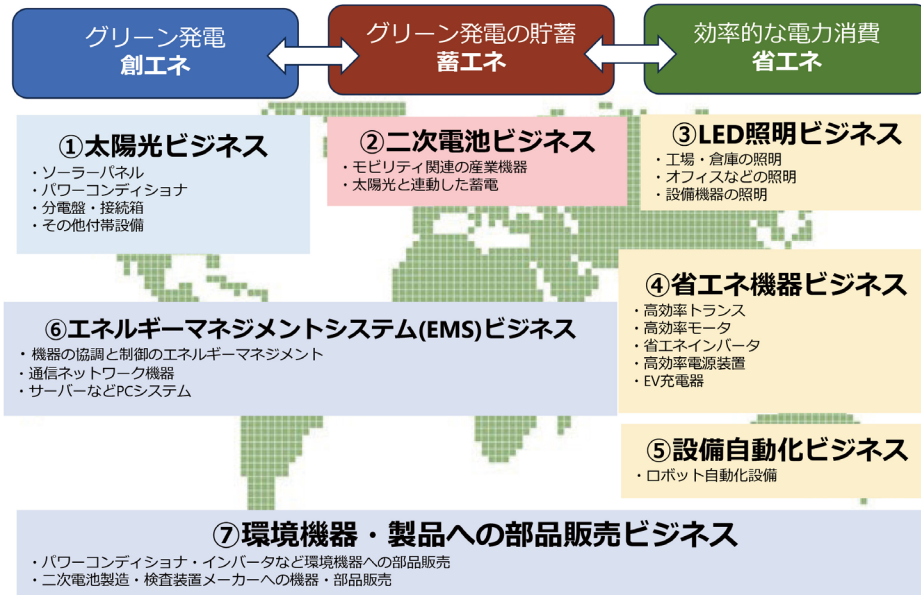 グリーン発電
創エネ
グリーン発電の貯蓄
蓄エネ
効率的な電力消費
省エネ
①太陽光ビジネス
・ソーラーパネル
・パワーコンディショナ
・分電盤・接続箱
・その他付帯設備
②二次電池ビジネス
・モビリティ関連の産業機器
・太陽光と連動した蓄電
③LED照明ビジネス
・工場・倉庫の照明
・オフィスなどの照明
・設備機器の照明
④省エネ機器ビジネス
・高効率トランス
・高効率モータ
・省エネインバータ
・高効率電源装置
・EV充電器
⑥エネルギーマネジメントシステム(EMS)ビジネス
・機器の協調と制御のエネルギーマネジメント
・通信ネットワーク機器
・サーバーなどPCシステム
⑤設備自動化ビジネス
・ロボット自動化設備
⑦環境機器・製品への部品販売ビジネス
・パワーコンディショナ・インバータなど環境機器への部品販売
・二次電池製造・検査装置メーカーへの機器・部品販売